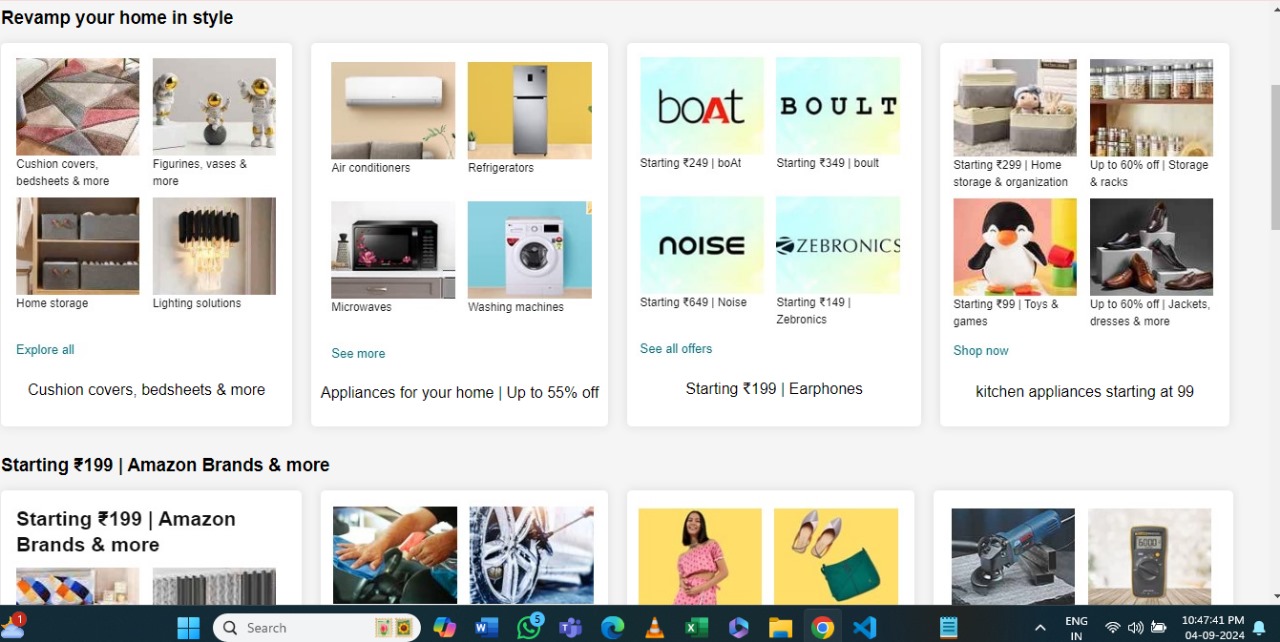 Revamp your home in style
Cushion covers,
bedsheets & more
Figurines, vases &
more
Home storage
Lighting solutions
Explore all
Cushion covers, bedsheets & more
Air conditioners
Refrigerators
Microwaves
Washing machines
See more
Appliances for your home | Up to 55% off
boAt
BOULT
Starting ₹249 | boAt
Starting ₹349 | boult
noise
ZEBRONICS
Starting ₹649 | Noise
Starting ₹149 |
Zebronics
See all offers
Starting ₹199 | Earphones
Starting ₹299 | Home
storage & organization
Up to 60% off | Storage
& racks
Starting ₹99 | Toys &
games
Up to 60% off | Jackets,
dresses & more
Shop now
kitchen appliances starting at 99
Starting ₹199 | Amazon Brands & more
Starting ₹199 | Amazon
Brands & more
1
Search
5
ENG
IN
10:47:41 PM
04-09-2024